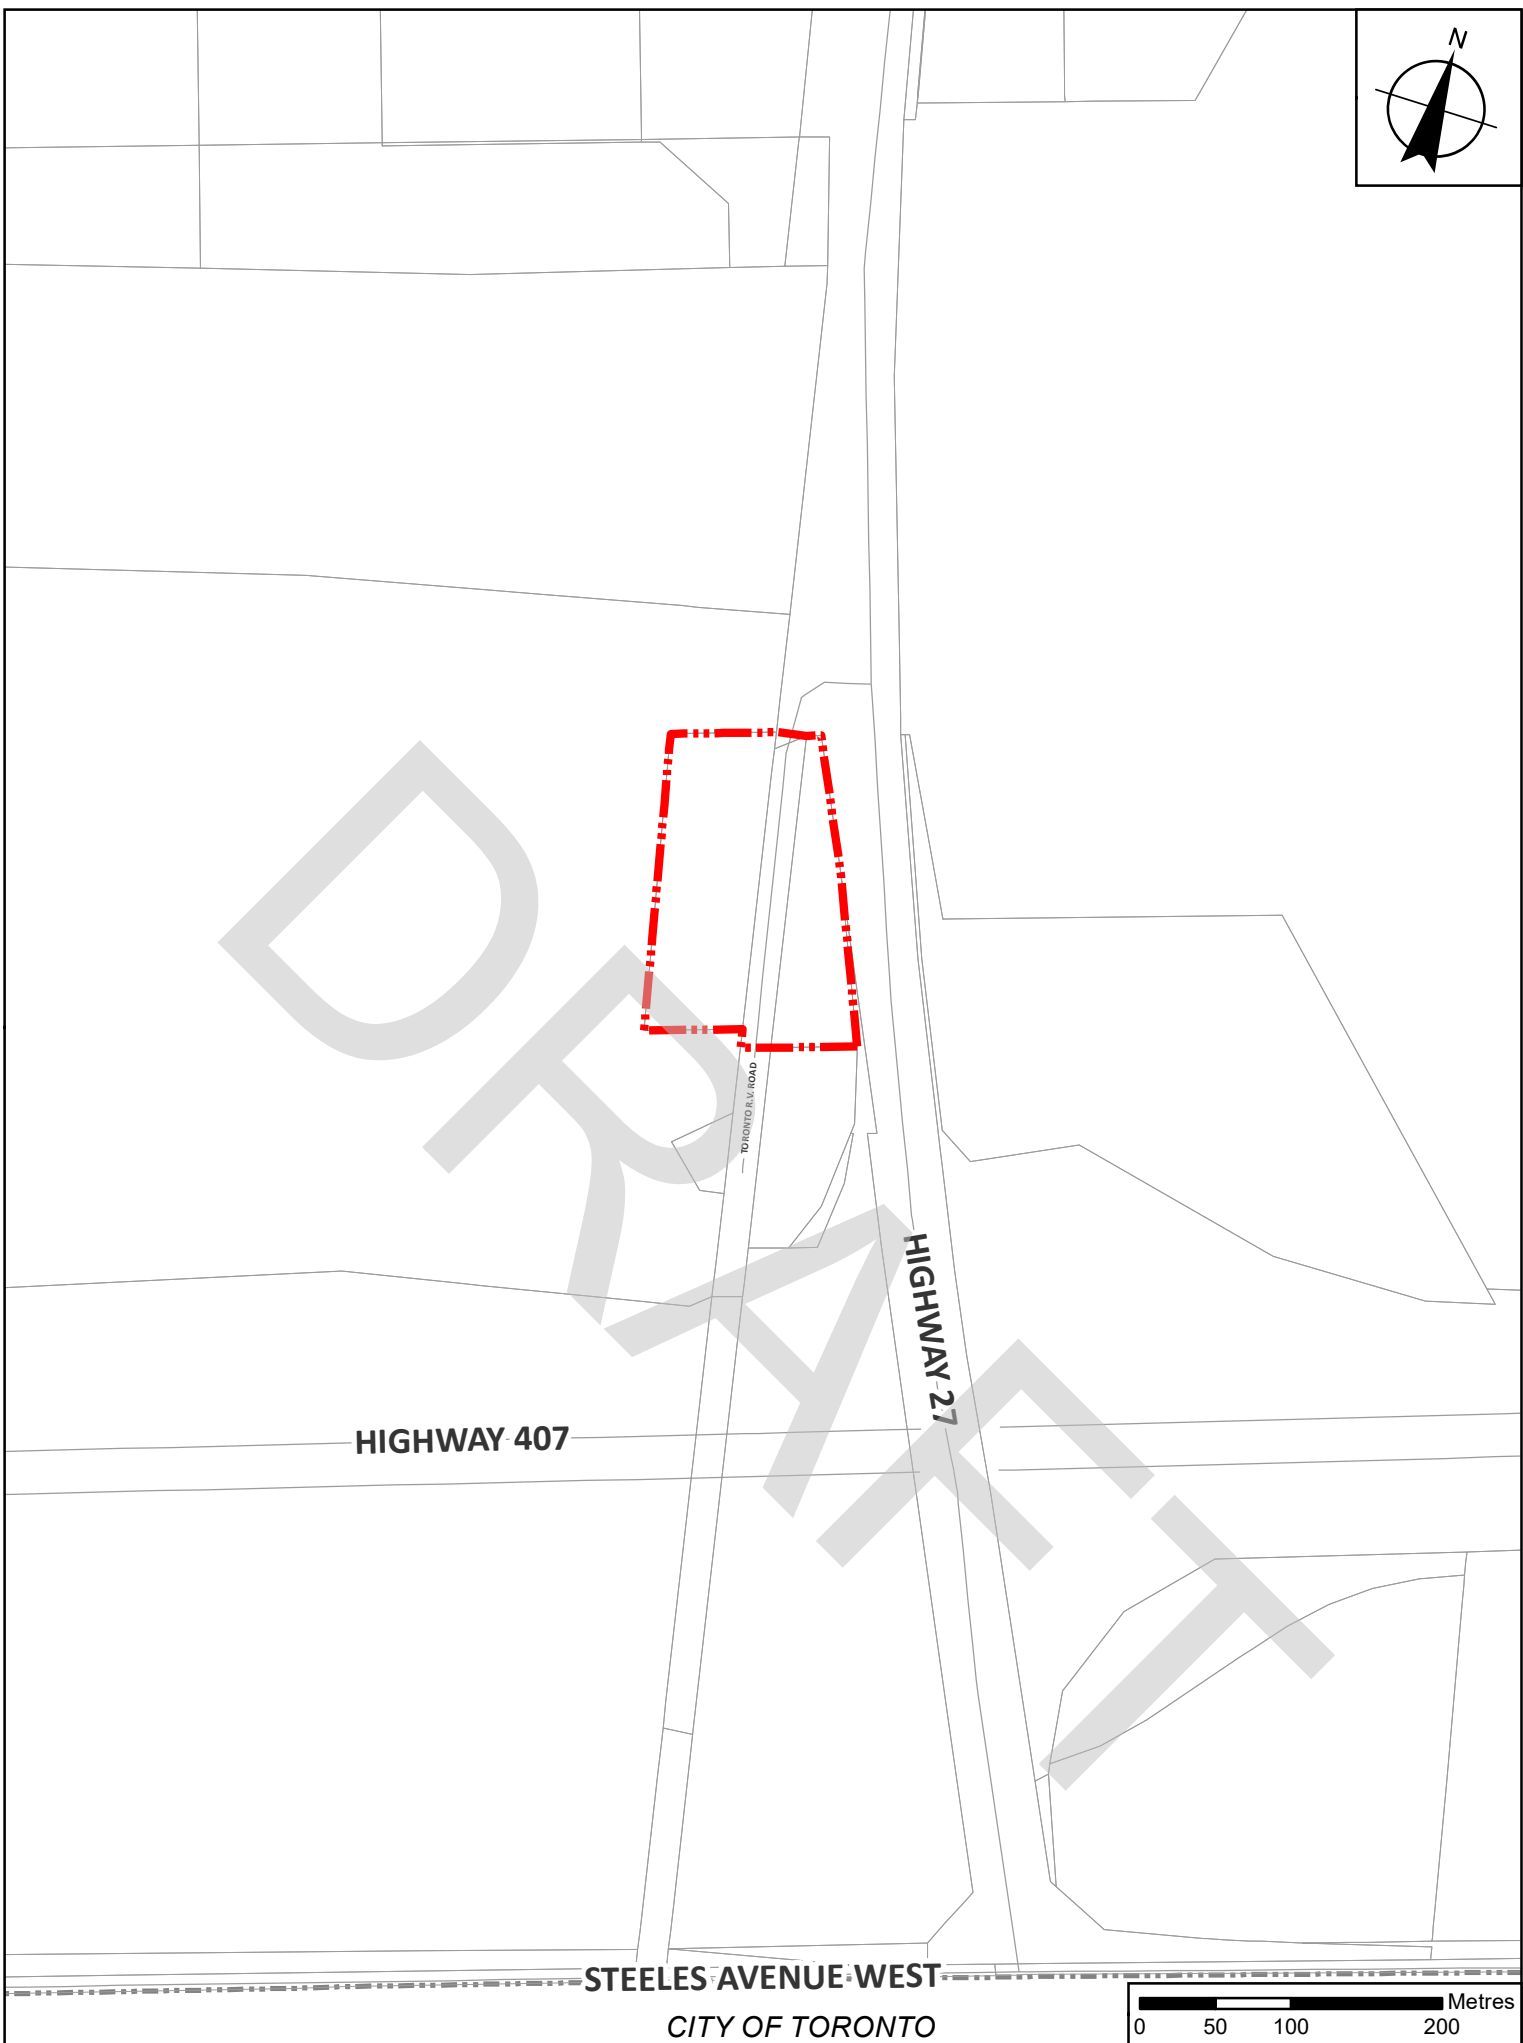 N
TORONTO R.V. ROAD
HIGHWAY 27
HIGHWAY 407
DRAFT
STEELES AVENUE WEST
CITY OF TORONTO
Metres
0 50 100 200